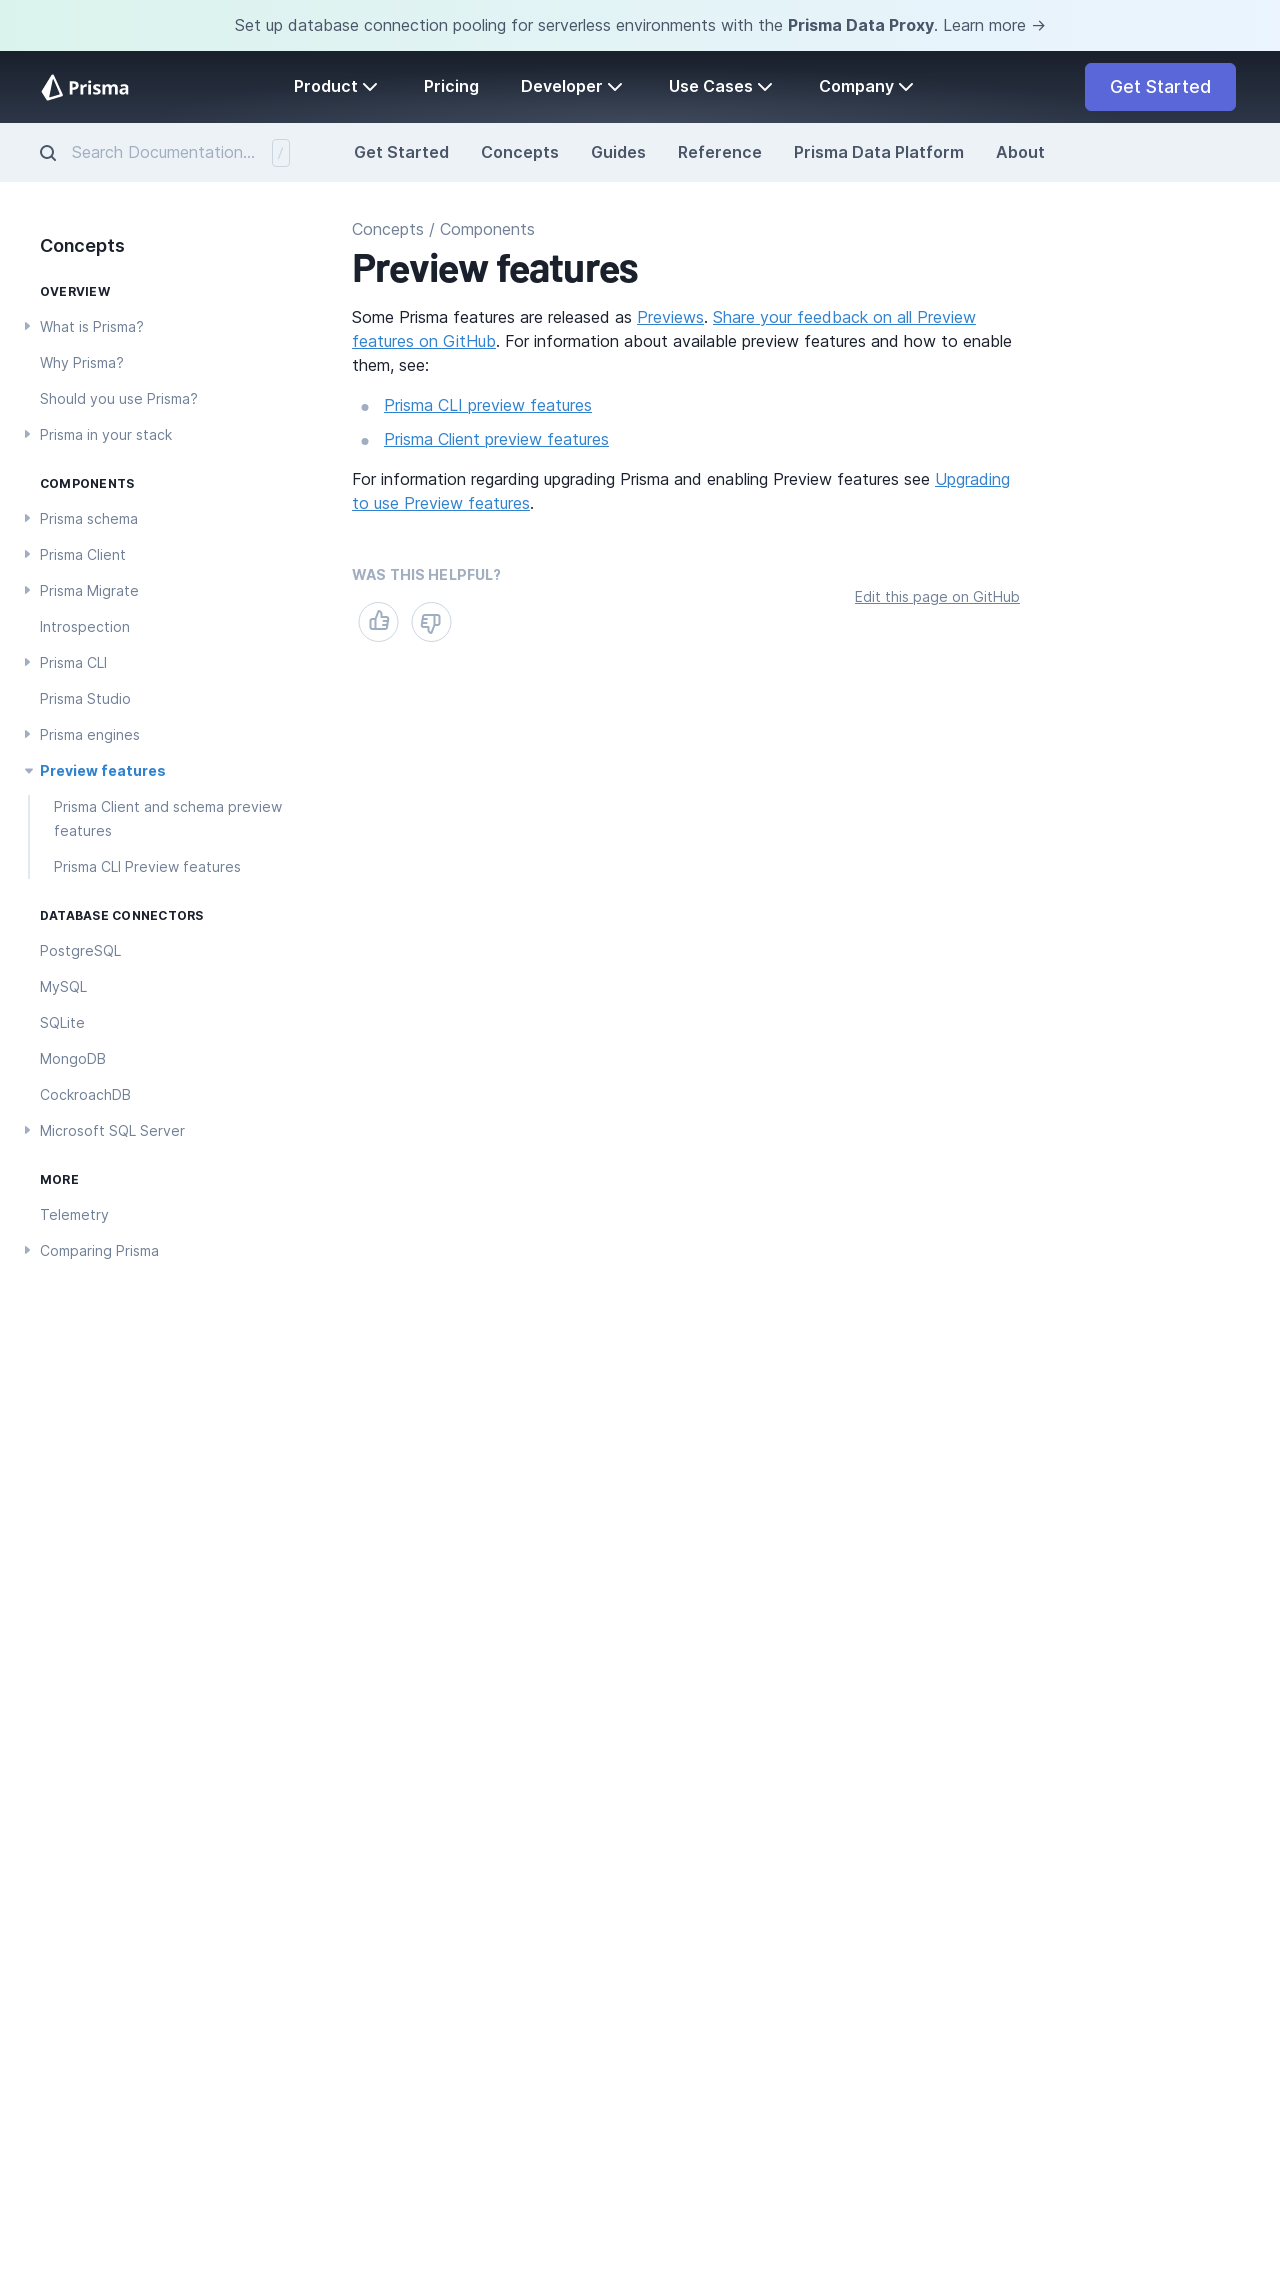 Set up database connection pooling for serverless environments with the Prisma Data Proxy. Learn more →
Prisma
Product
Pricing
Developer
Use Cases
Company
Get Started
Search Documentation...
/
Get Started
Concepts
Guides
Reference
Prisma Data Platform
About
Concepts
OVERVIEW
What is Prisma?
Why Prisma?
Should you use Prisma?
Prisma in your stack
COMPONENTS
Prisma schema
Prisma Client
Prisma Migrate
Introspection
Prisma CLI
Prisma Studio
Prisma engines
Preview features
Prisma Client and schema preview
features
Prisma CLI Preview features
DATABASE CONNECTORS
PostgreSQL
MySQL
SQLite
MongoDB
CockroachDB
Microsoft SQL Server
MORE
Telemetry
Comparing Prisma
Concepts / Components
Preview features
Some Prisma features are released as Previews. Share your feedback on all Preview
features on GitHub. For information about available preview features and how to enable
them, see:
Prisma CLI preview features
Prisma Client preview features
For information regarding upgrading Prisma and enabling Preview features see Upgrading
to use Preview features.
WAS THIS HELPFUL?
Edit this page on GitHub